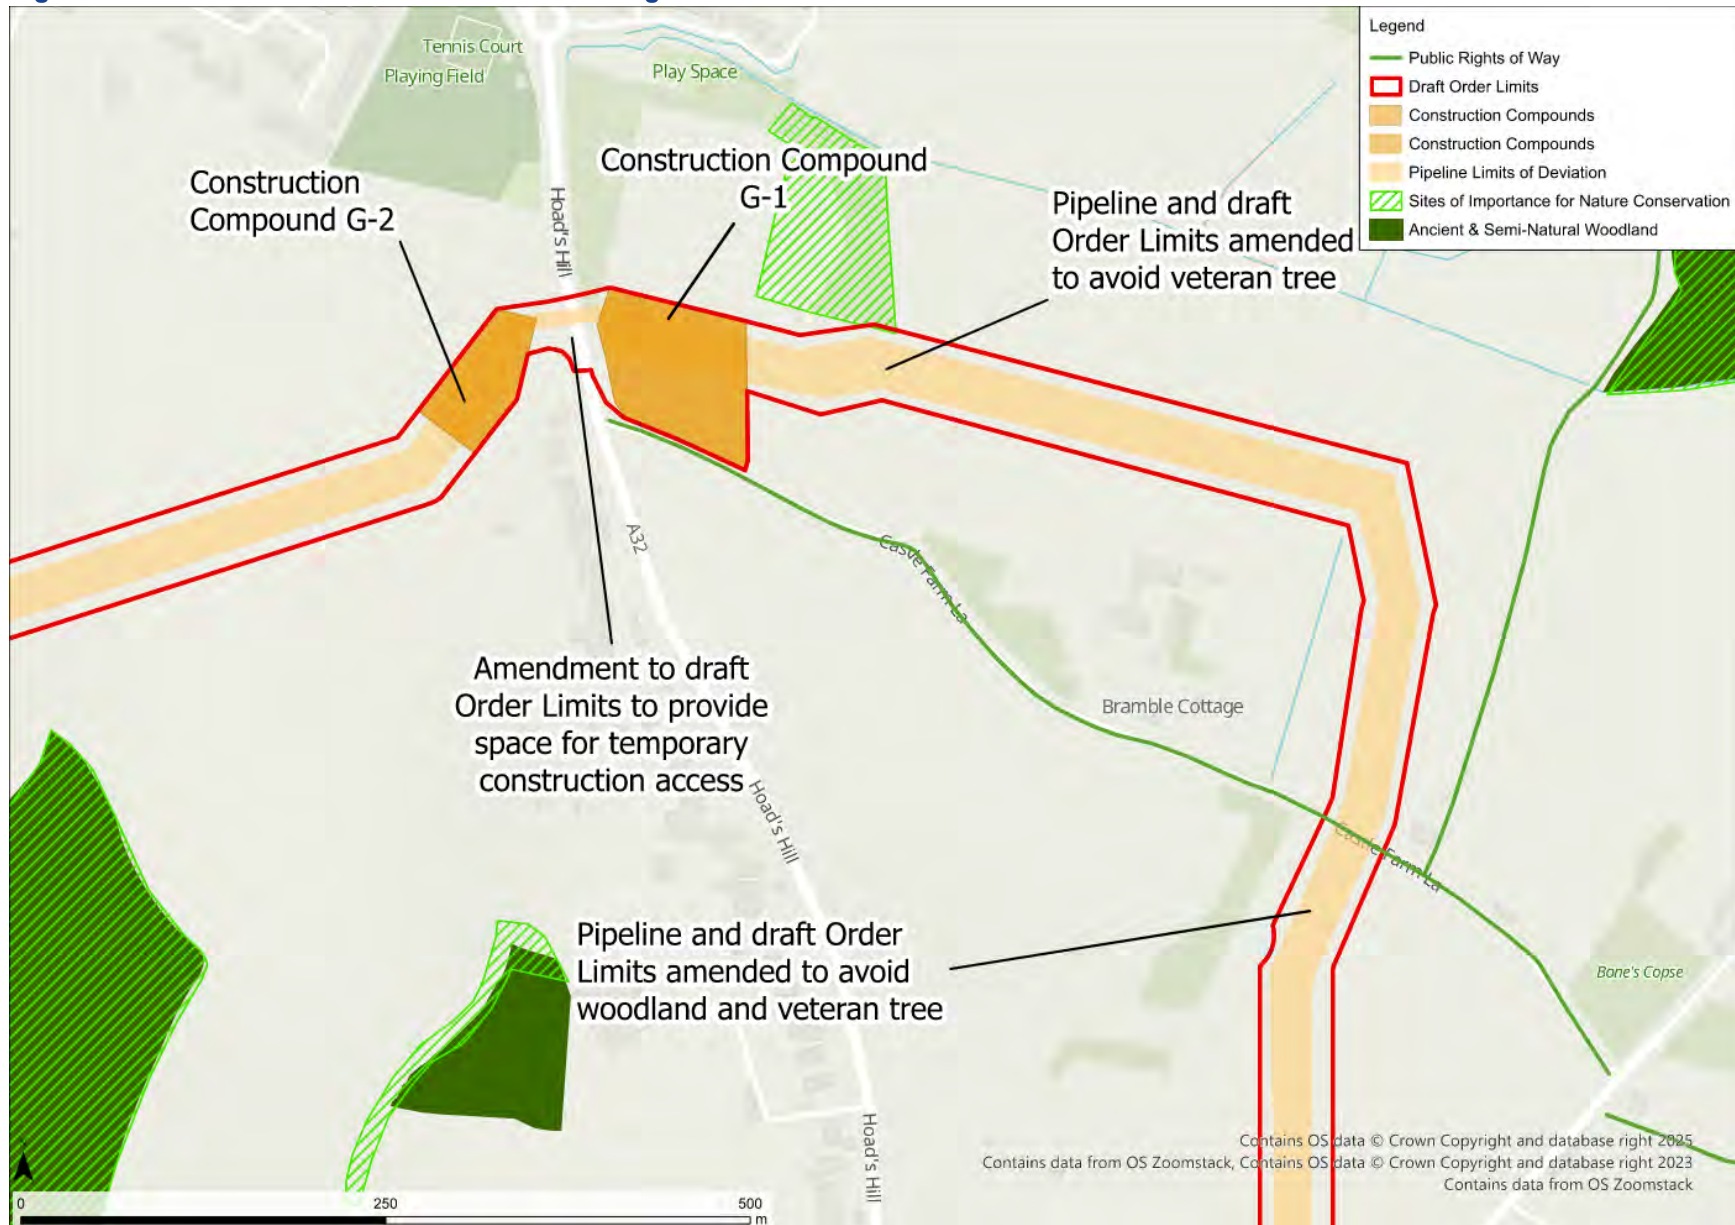 Legend
Public Rights of Way
Draft Order Limits
Construction Compounds
Construction Compounds
Pipeline Limits of Deviation
Sites of Importance for Nature Conservation
Ancient & Semi-Natural Woodland
Tennis Court
Playing Field
Play Space
Construction
Compound G-2
Construction Compound
G-1
Pipeline and draft
Order Limits amended
to avoid veteran tree
Hoad's Hill
A32
Castle Farm La
Amendment to draft
Order Limits to provide
space for temporary
construction access
Bramble Cottage
Hoad's Hill
Castle Farm La
Pipeline and draft Order
Limits amended to avoid
woodland and veteran tree
Bone's Copse
Hoad's Hill
Contains OS data © Crown Copyright and database right 2025
Contains data from OS Zoomstack, Contains OS data © Crown Copyright and database right 2023
Contains data from OS Zoomstack
0 250 500
m